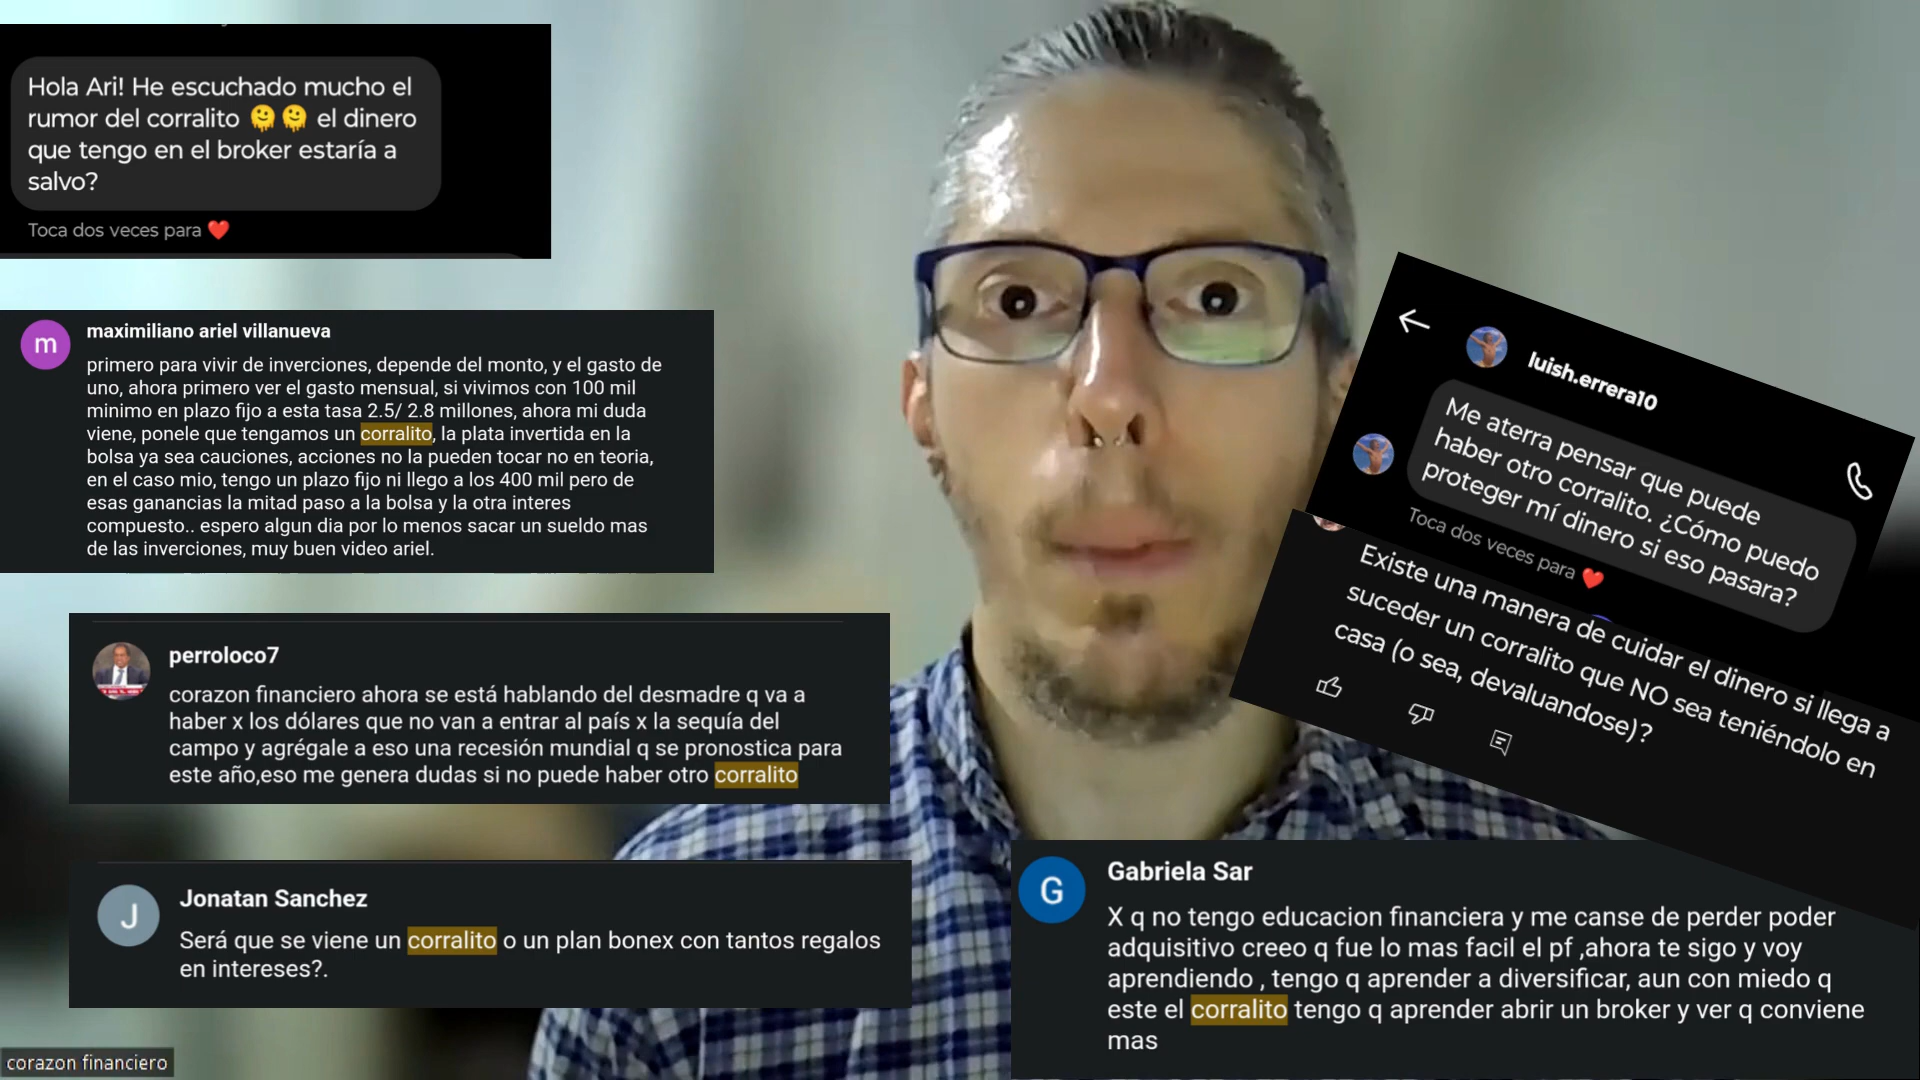 Hola Ari! He escuchado mucho el
rumor del corralito 🫠🫠 el dinero
que tengo en el broker estaría a
salvo?
Toca dos veces para ❤️
maximiliano ariel villanueva
m
primero para vivir de inverciones, depende del monto, y el gasto de
uno, ahora primero ver el gasto mensual, si vivimos con 100 mil
minimo en plazo fijo a esta tasa 2.5/ 2.8 millones, ahora mi duda
viene, ponele que tengamos un corralito, la plata invertida en la
bolsa ya sea cauciones, acciones no la pueden tocar no en teoria,
en el caso mio, tengo un plazo fijo ni llego a los 400 mil pero de
esas ganancias la mitad paso a la bolsa y la otra interes
compuesto.. espero algun dia por lo menos sacar un sueldo mas
de las inverciones, muy buen video ariel.
perroloco7
corazon financiero ahora se está hablando del desmadre q va a
haber x los dólares que no van a entrar al país x la sequía del
campo y agrégale a eso una recesión mundial q se pronostica para
este año,eso me genera dudas si no puede haber otro corralito
Jonatan Sanchez
J
Será que se viene un corralito o un plan bonex con tantos regalos
en intereses?.
luish.errera10
Me aterra pensar que puede
haber otro corralito. ¿Cómo puedo
proteger mí dinero si eso pasara?
Toca dos veces para ❤️
Existe una manera de cuidar el dinero si llega a
suceder un corralito que NO sea teniéndolo en
casa (o sea, devaluandose)?
Gabriela Sar
G
X q no tengo educacion financiera y me canse de perder poder
adquisitivo creeo q fue lo mas facil el pf ,ahora te sigo y voy
aprendiendo , tengo q aprender a diversificar, aun con miedo q
este el corralito tengo q aprender abrir un broker y ver q conviene
mas
corazon financiero